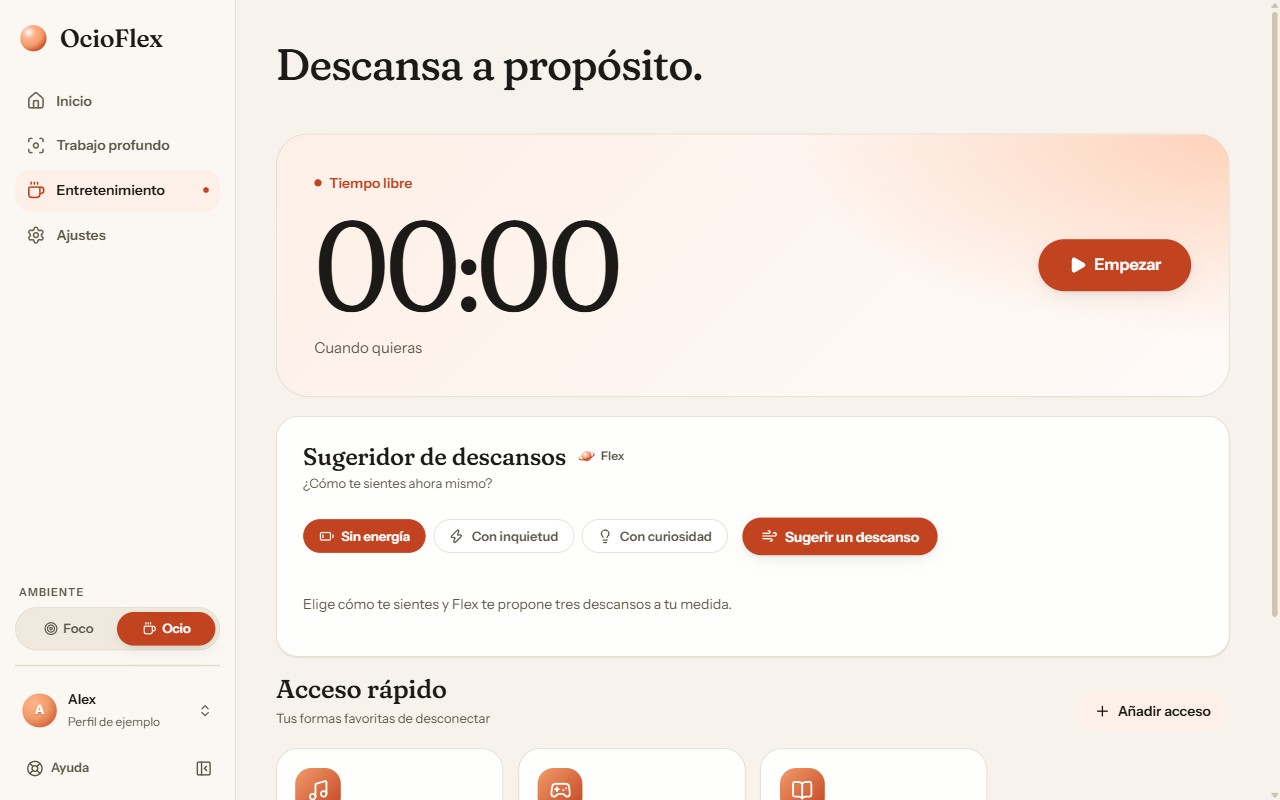 OcioFlex
Inicio
Trabajo profundo
Entretenimiento
Ajustes
AMBIENTE
Foco
Ocio
A
Alex
Perfil de ejemplo
Ayuda
Descansa a propósito.
Tiempo libre
00:00
Cuando quieras
Empezar
Sugeridor de descansos
Flex
¿Cómo te sientes ahora mismo?
Sin energía
Con inquietud
Con curiosidad
Sugerir un descanso
Elige cómo te sientes y Flex te propone tres descansos a tu medida.
Acceso rápido
Tus formas favoritas de desconectar
Añadir acceso